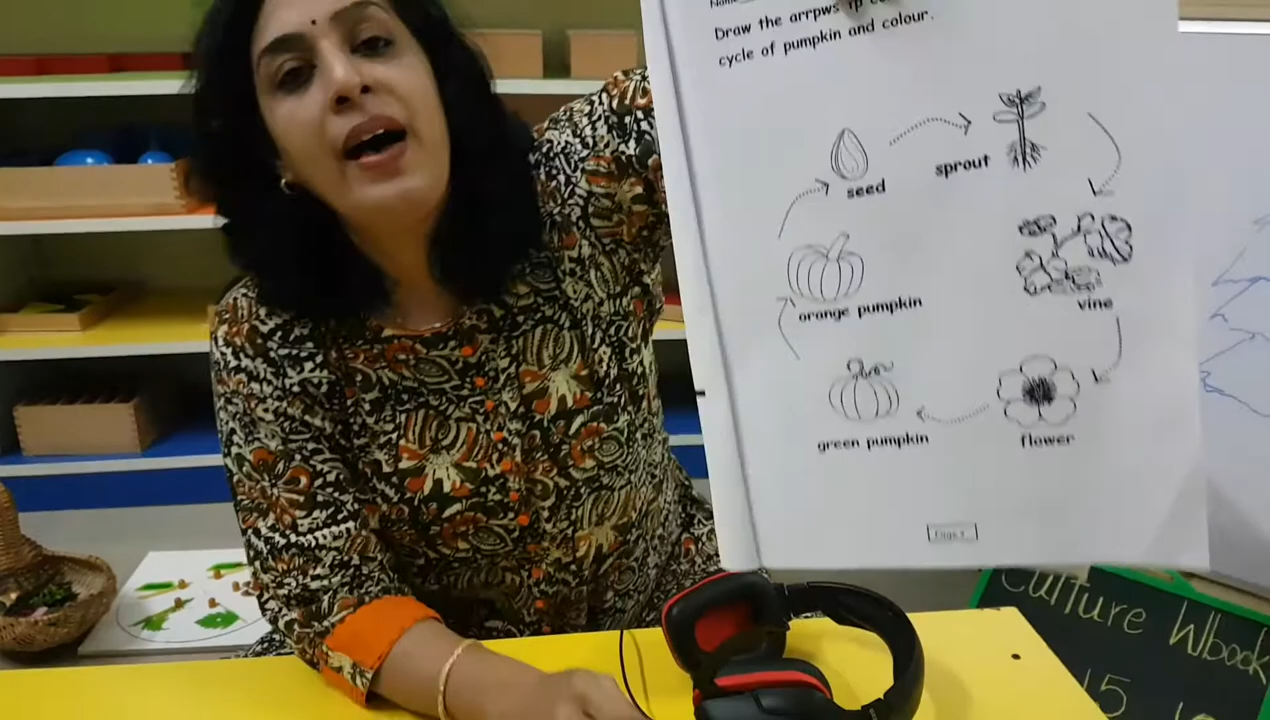 Draw the arrpws
cycle of pumpkin and colour.
seed
sprout
orange pumpkin
vine
green pumpkin
flower
Culture Wbook
15